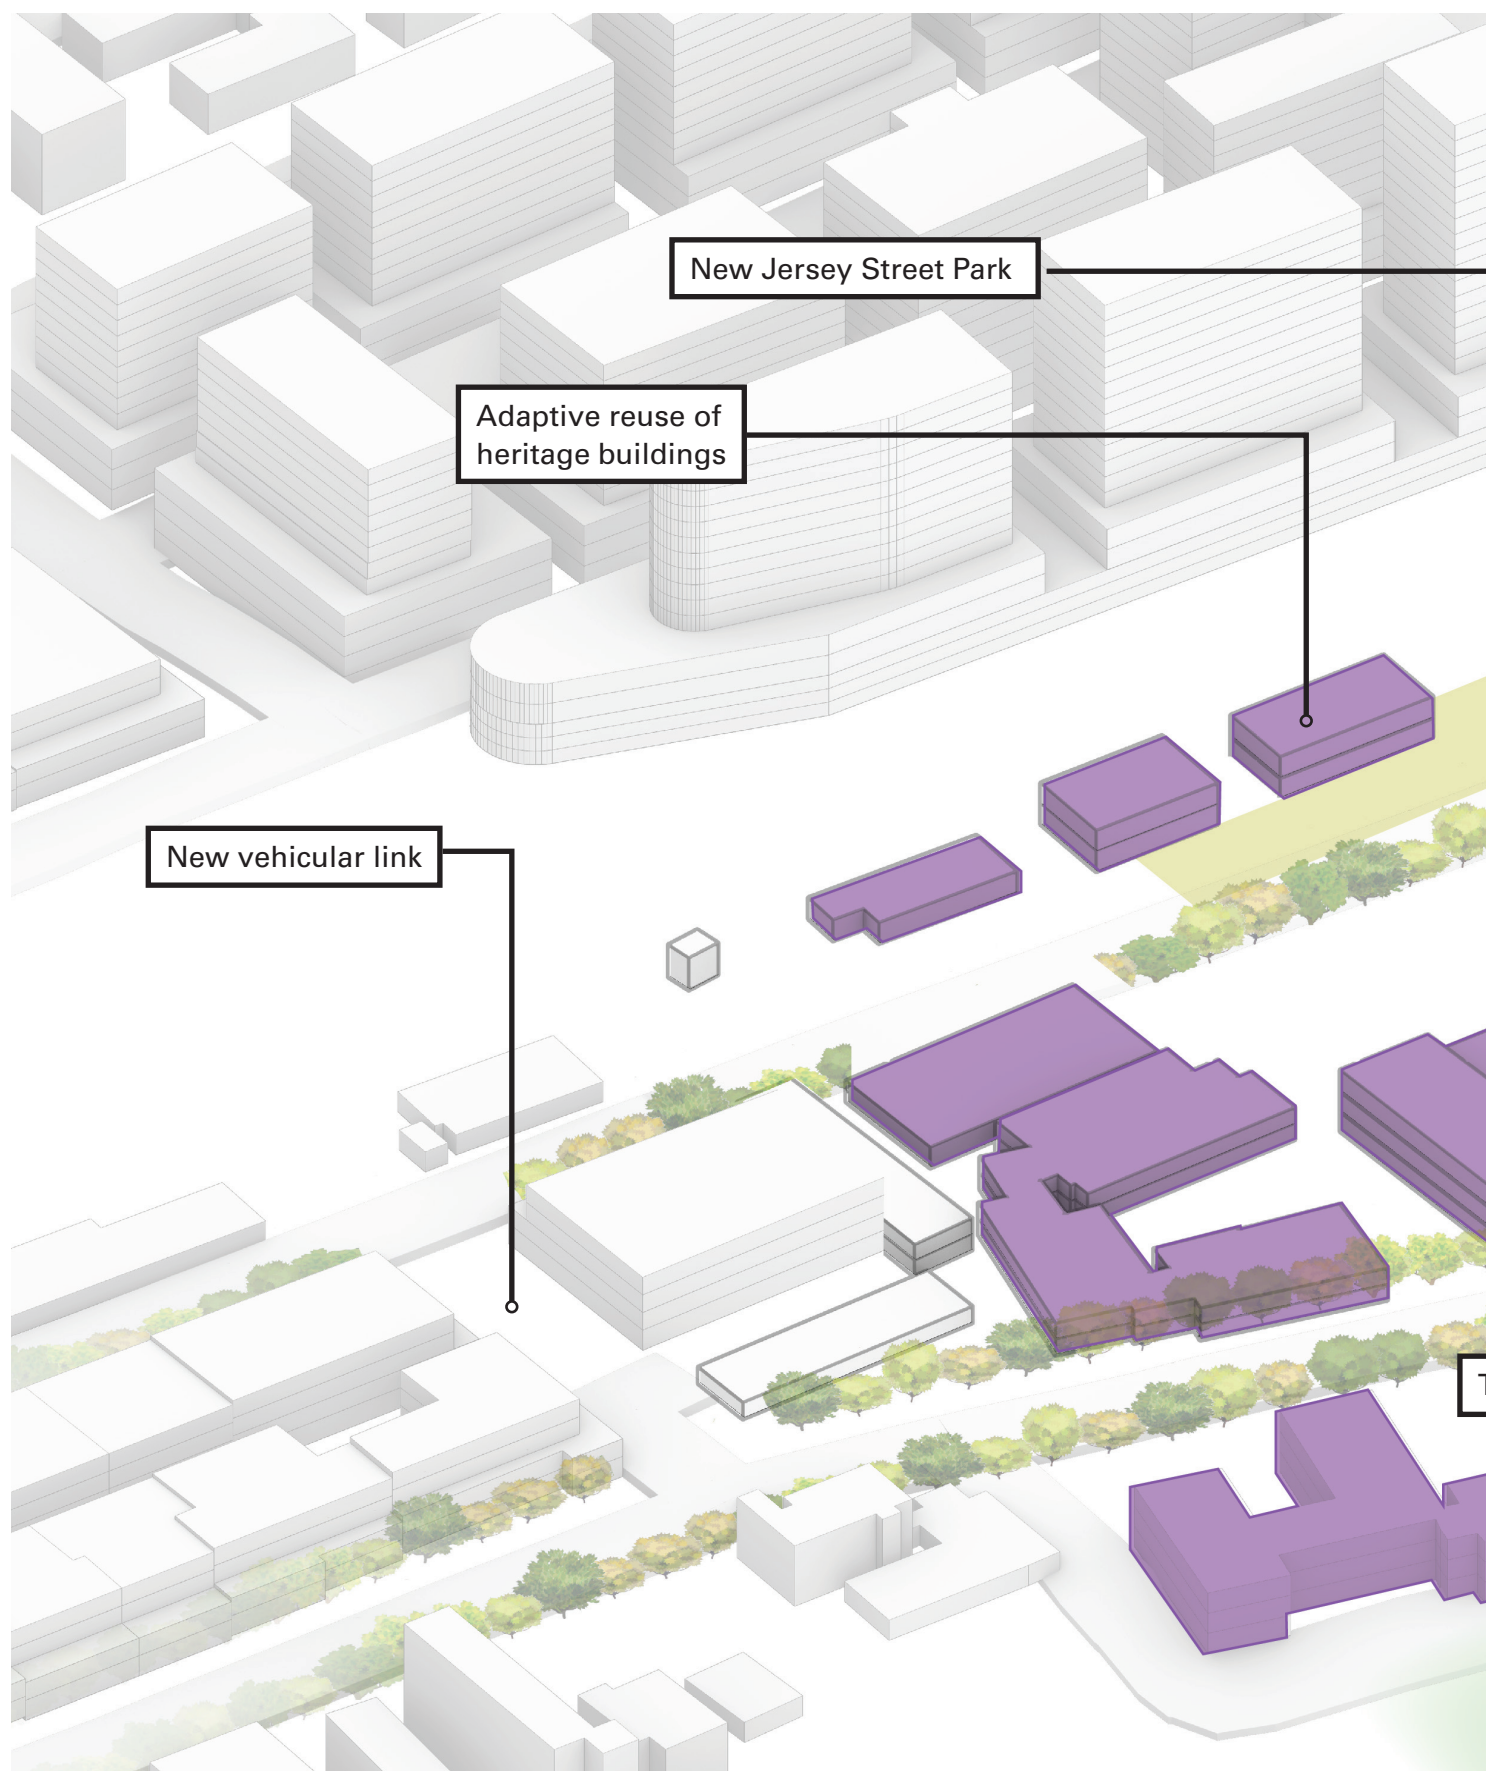 New Jersey Street Park
Adaptive reuse of
heritage buildings
New vehicular link